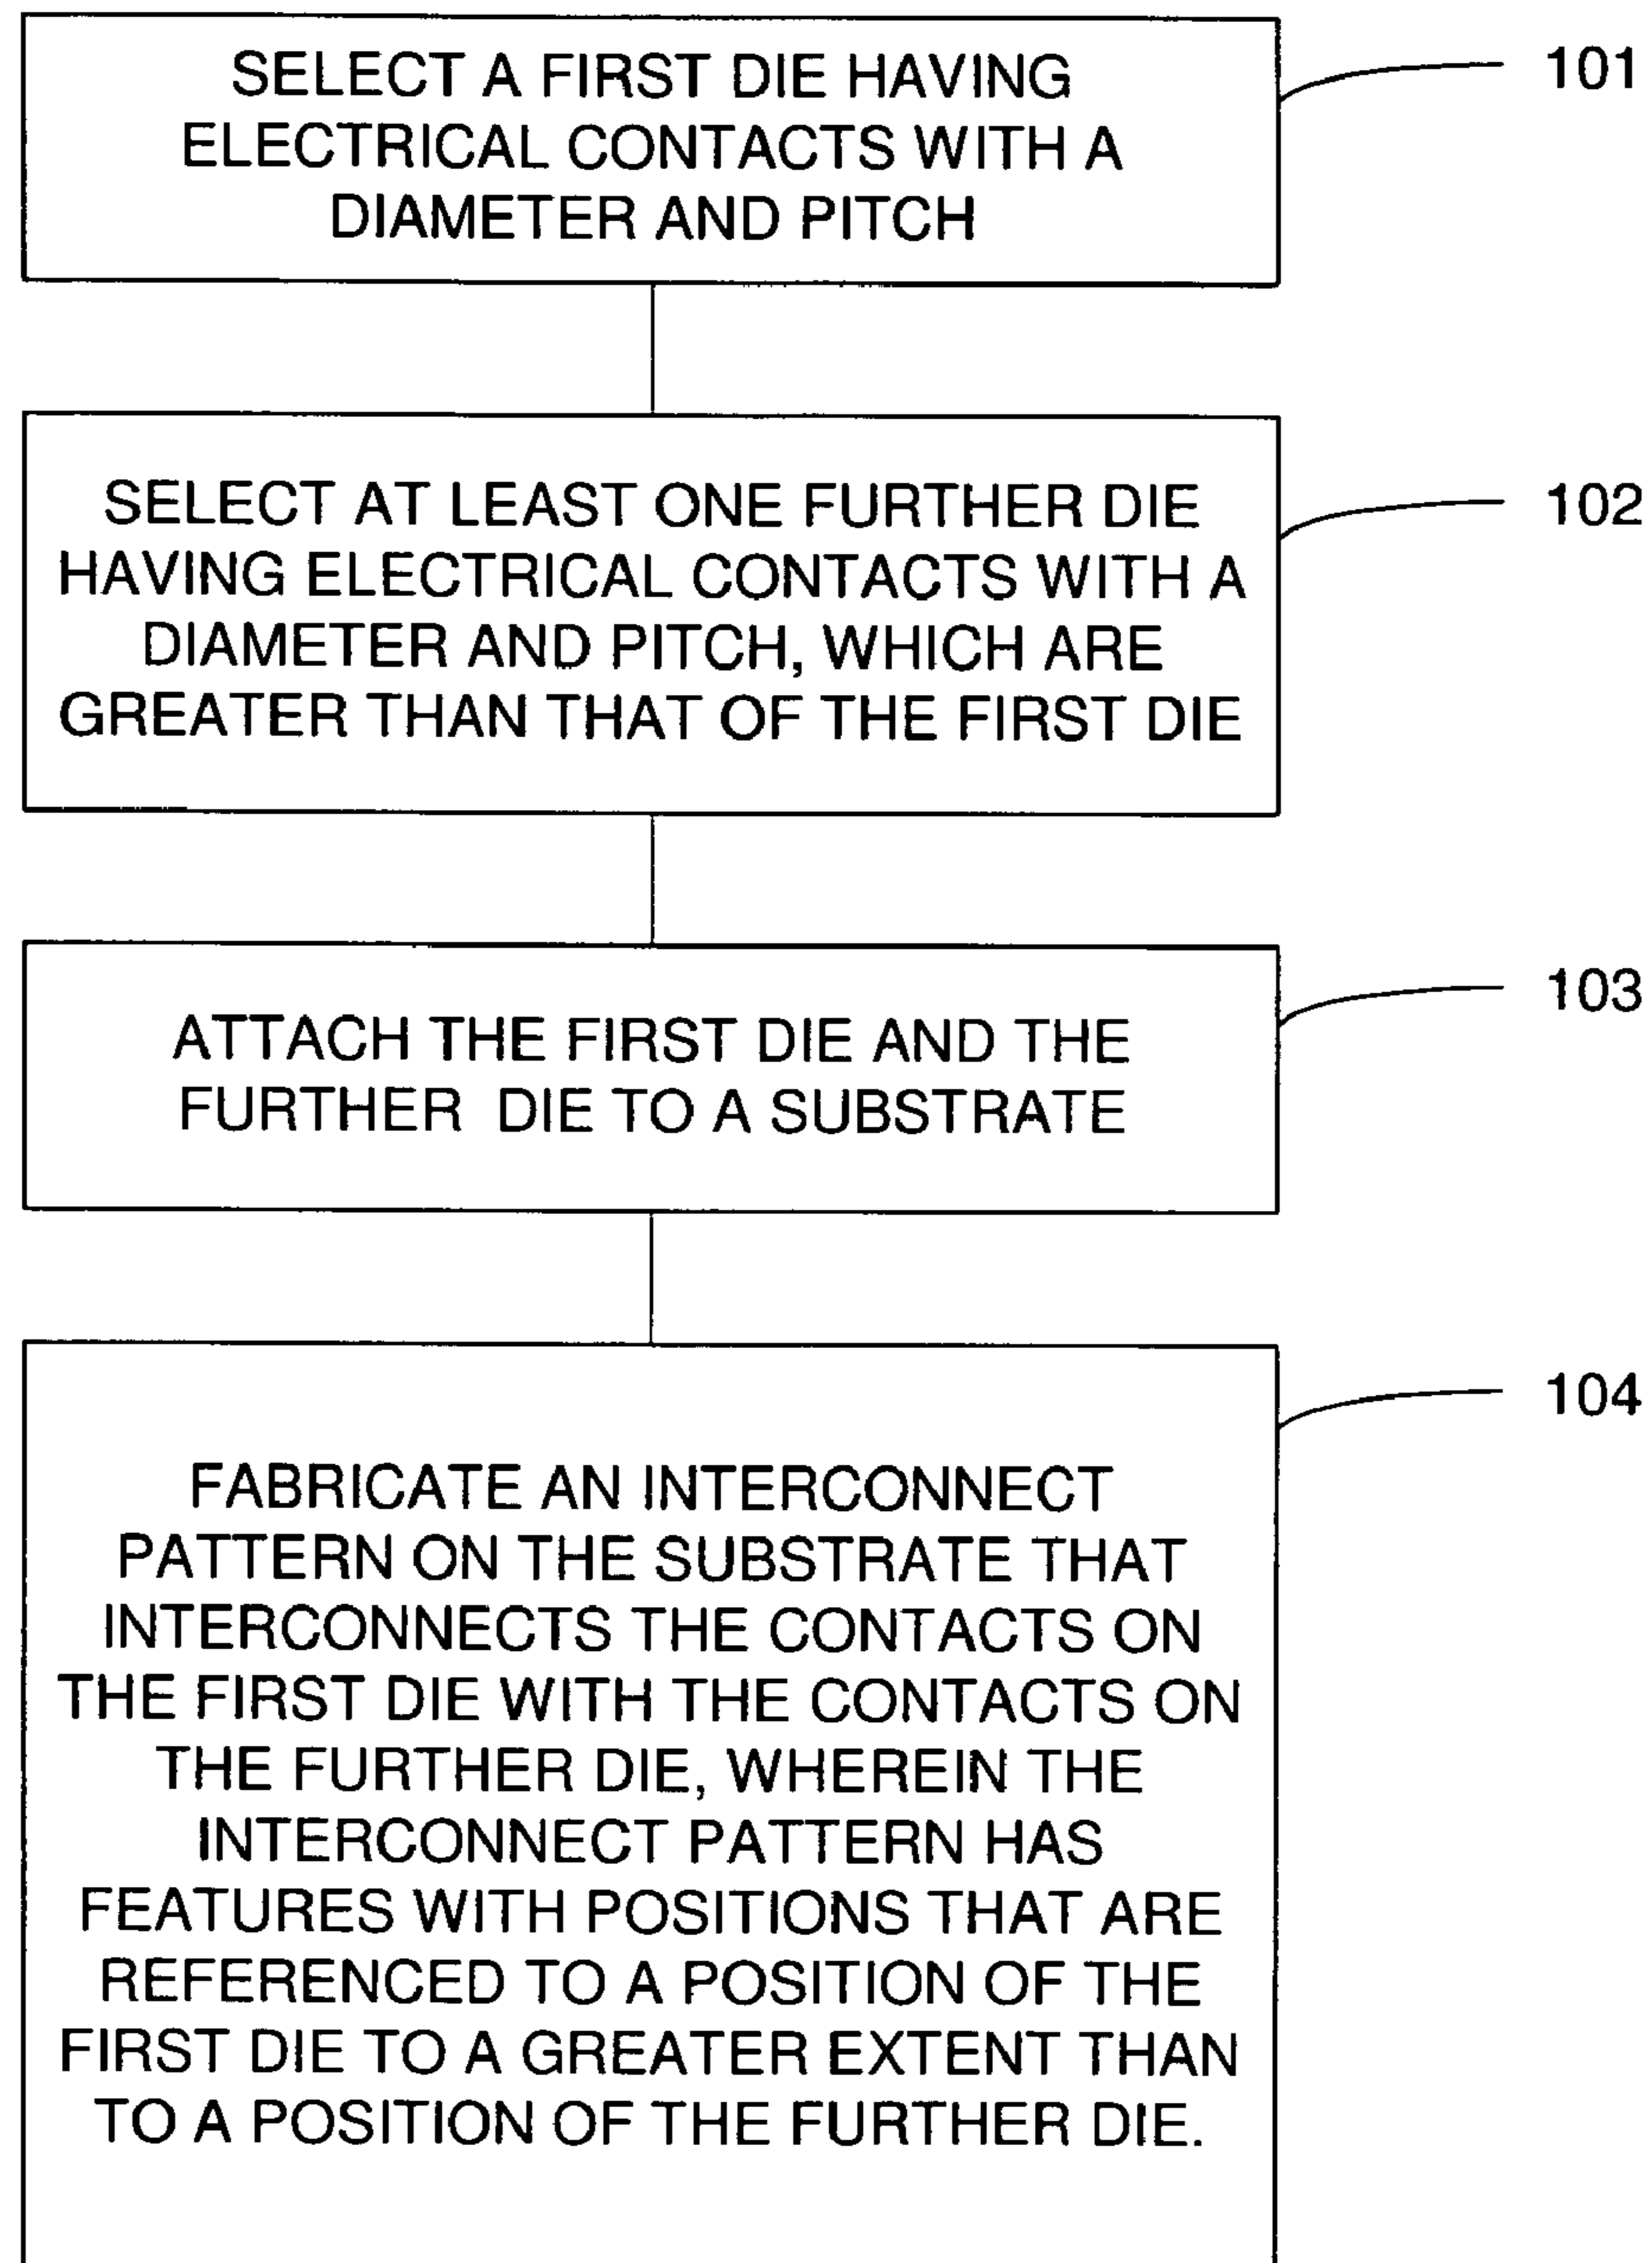 SELECT A FIRST DIE HAVING
ELECTRICAL CONTACTS WITH A
DIAMETER AND PITCH
101
SELECT AT LEAST ONE FURTHER DIE
HAVING ELECTRICAL CONTACTS WITH A
DIAMETER AND PITCH, WHICH ARE
GREATER THAN THAT OF THE FIRST DIE
102
ATTACH THE FIRST DIE AND THE
FURTHER DIE TO A SUBSTRATE
103
FABRICATE AN INTERCONNECT
PATTERN ON THE SUBSTRATE THAT
INTERCONNECTS THE CONTACTS ON
THE FIRST DIE WITH THE CONTACTS ON
THE FURTHER DIE, WHEREIN THE
INTERCONNECT PATTERN HAS
FEATURES WITH POSITIONS THAT ARE
REFERENCED TO A POSITION OF THE
FIRST DIE TO A GREATER EXTENT THAN
TO A POSITION OF THE FURTHER DIE.
104